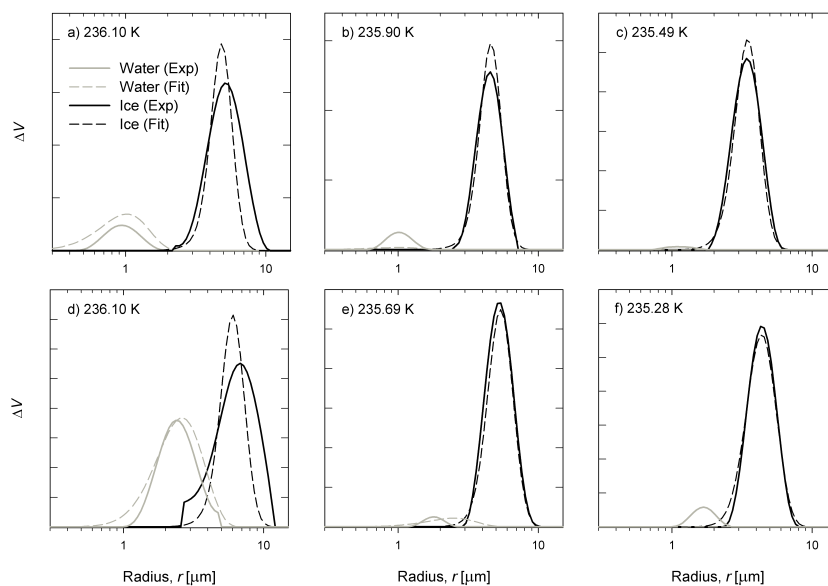 a) 236.10 K
b) 235.90 K
c) 235.49 K
Water (Exp)
Water (Fit)
Ice (Exp)
Ice (Fit)
ΔV
1
10
1
10
1
10
d) 236.10 K
e) 235.69 K
f) 235.28 K
ΔV
1
10
1
10
1
10
Radius, r [μm]
Radius, r [μm]
Radius, r [μm]